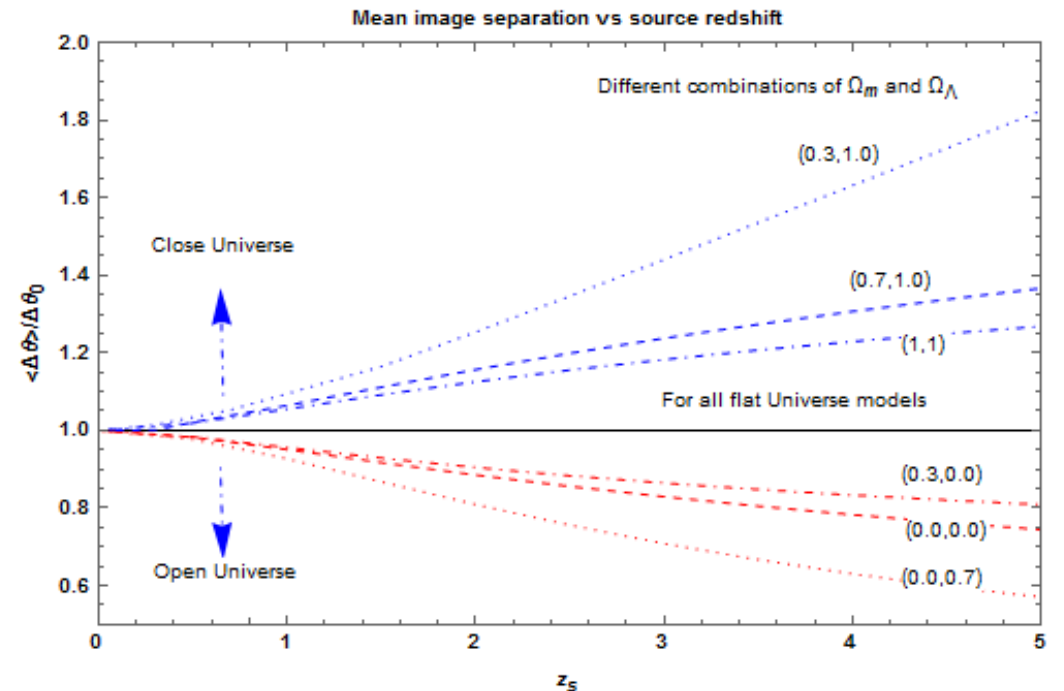 Mean image separation vs source redshift
2.0
Different combinations of Ωm and ΩΛ
1.8
(0.3,1.0)
1.6
Close Universe
1.4
(0.7,1.0)
<Δθ>/Δθ0
1.2
(1,1)
For all flat Universe models
1.0
(0.3,0.0)
0.8
(0.0,0.0)
Open Universe
(0.0,0.7)
0.6
0 1 2 3 4 5
zs